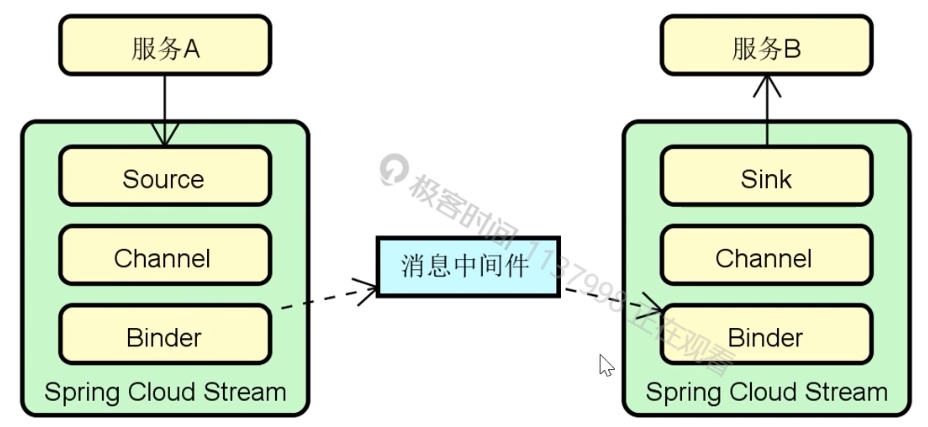 服务A
服务B
Source
Sink
Channel
Channel
Binder
Binder
消息中间件
Spring Cloud Stream
Spring Cloud Stream
极客时间 1137998 正在观看